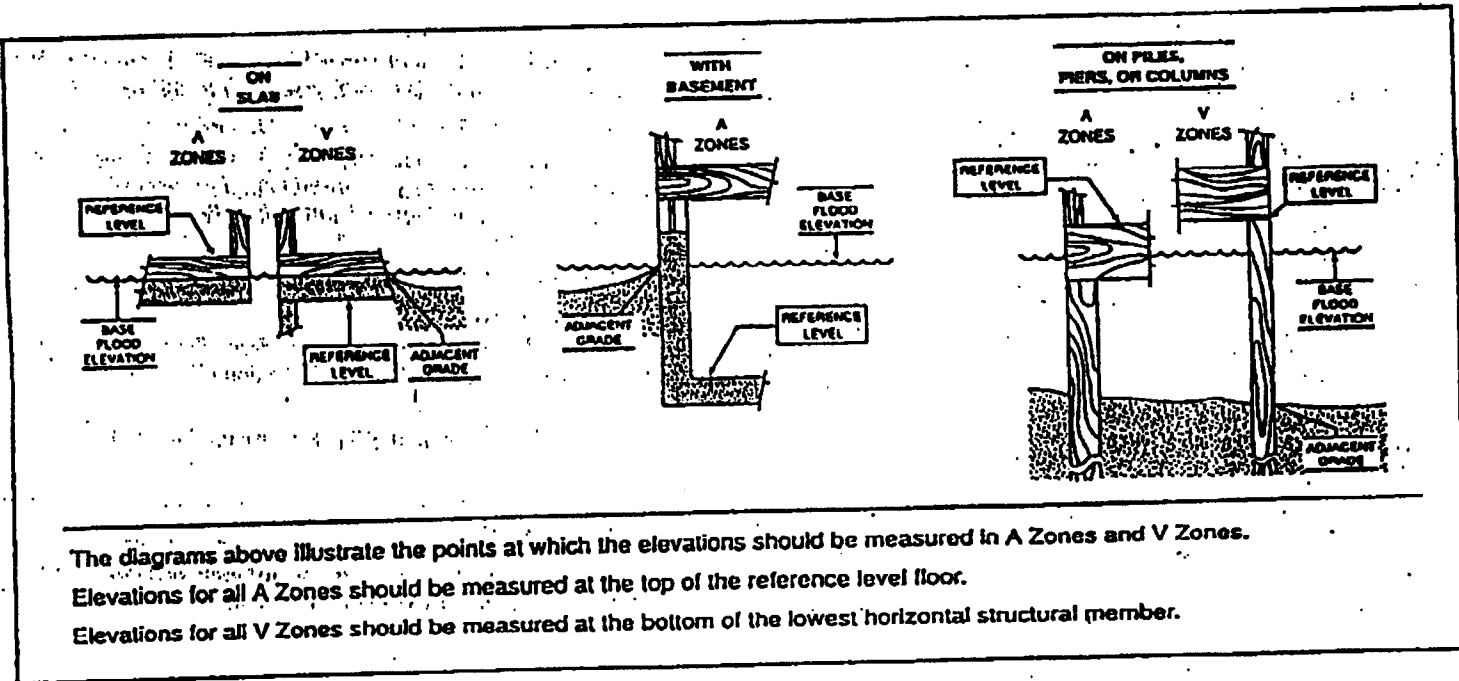 ON
SLAB
A
ZONES
V
ZONES
REFERENCE
LEVEL
BASE
FLOOD
ELEVATION
REFERENCE
LEVEL
ADJACENT
GRADE
WITH
BASEMENT
A
ZONES
BASE
FLOOD
ELEVATION
ADJACENT
GRADE
REFERENCE
LEVEL
ON PILES,
PIERS, OR COLUMNS
A
ZONES
V
ZONES
REFERENCE
LEVEL
REFERENCE
LEVEL
BASE
FLOOD
ELEVATION
ADJACENT
GRADE
The diagrams above illustrate the points at which the elevations should be measured in A Zones and V Zones.
Elevations for all A Zones should be measured at the top of the reference level floor.
Elevations for all V Zones should be measured at the bottom of the lowest horizontal structural member.